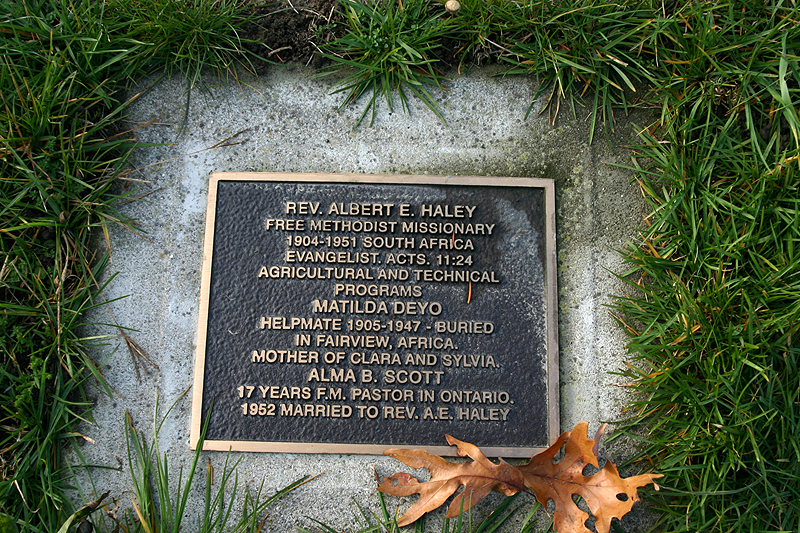 REV. ALBERT E. HALEY
FREE METHODIST MISSIONARY
1904-1951 SOUTH AFRICA
EVANGELIST. ACTS. 11:24
AGRICULTURAL AND TECHNICAL
PROGRAMS
MATILDA DEYO
HELPMATE 1905-1947 - BURIED
IN FAIRVIEW, AFRICA.
MOTHER OF CLARA AND SYLVIA.
ALMA B. SCOTT
17 YEARS F.M. PASTOR IN ONTARIO.
1952 MARRIED TO REV. A.E. HALEY